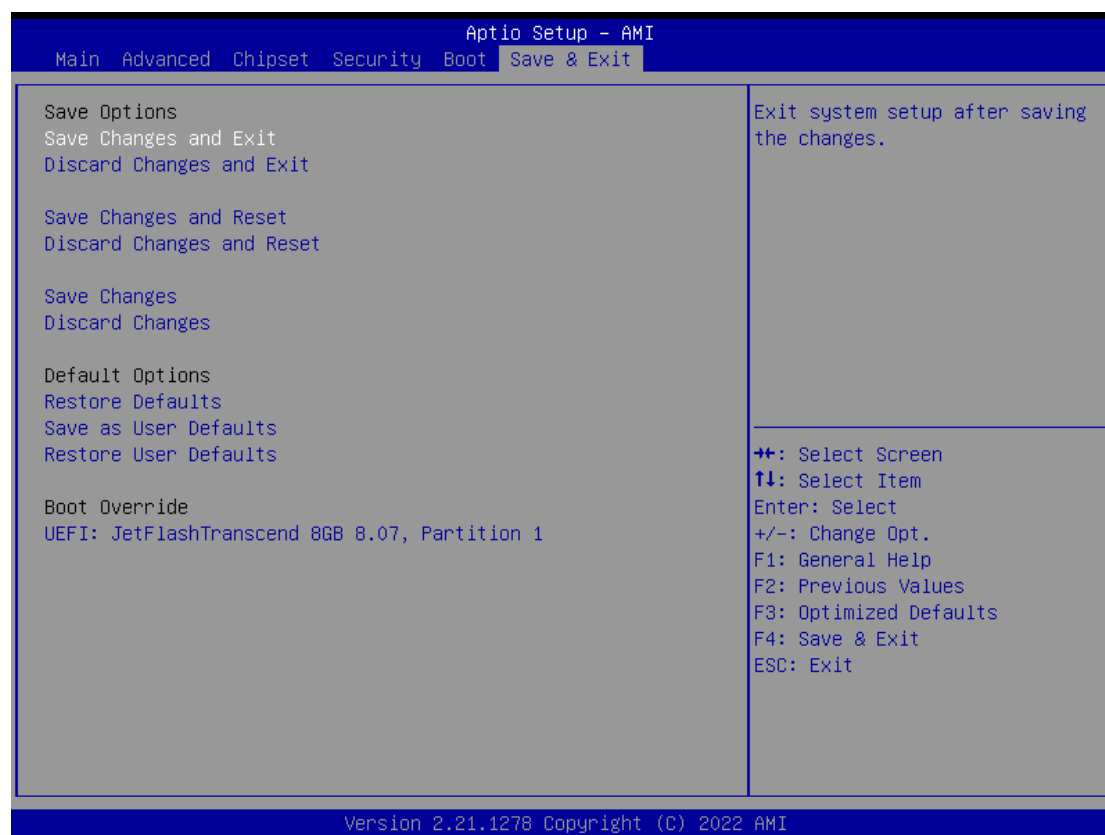 Aptio Setup – AMI
Main Advanced Chipset Security Boot Save & Exit
Save Options
Save Changes and Exit
Discard Changes and Exit
Save Changes and Reset
Discard Changes and Reset
Save Changes
Discard Changes
Default Options
Restore Defaults
Save as User Defaults
Restore User Defaults
Boot Override
UEFI: JetFlashTranscend 8GB 8.07, Partition 1
Exit system setup after saving
the changes.
→←: Select Screen
↑↓: Select Item
Enter: Select
+/-: Change Opt.
F1: General Help
F2: Previous Values
F3: Optimized Defaults
F4: Save & Exit
ESC: Exit
Version 2.21.1278 Copyright (C) 2022 AMI